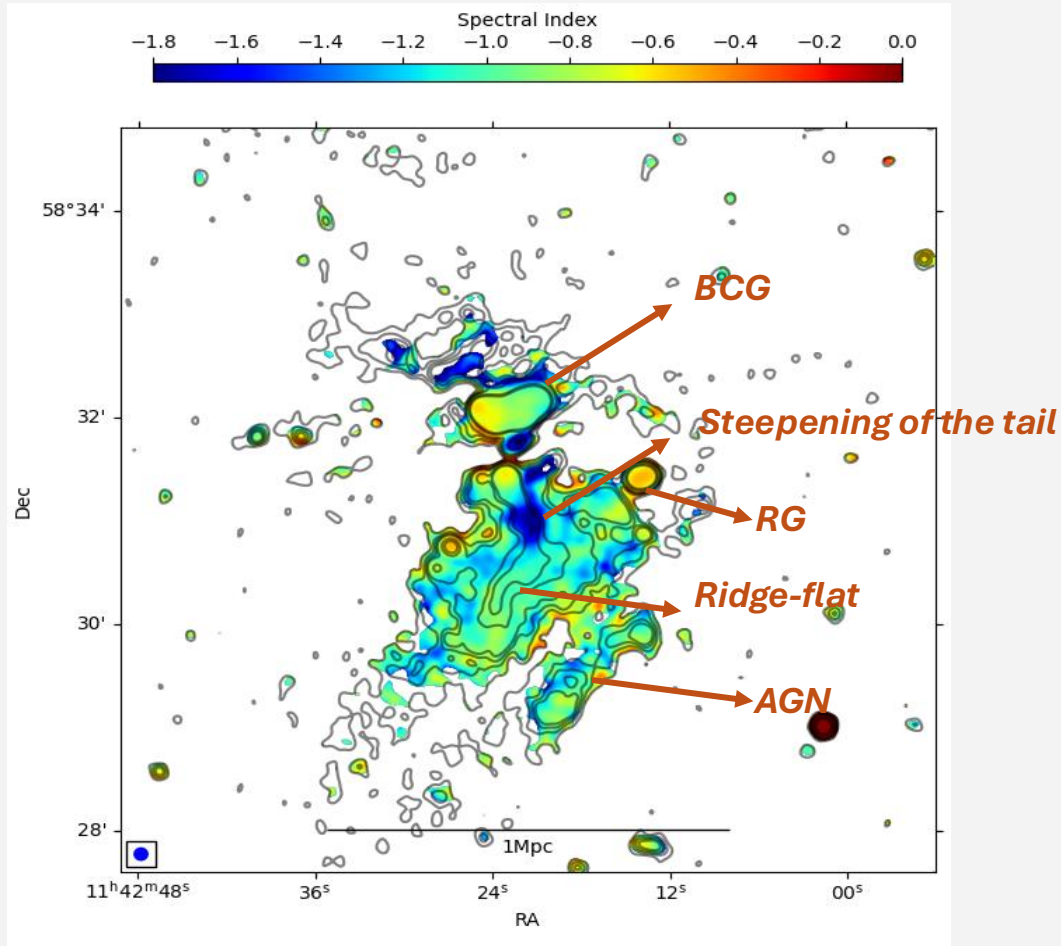 Spectral Index
−1.8 −1.6 −1.4 −1.2 −1.0 −0.8 −0.6 −0.4 −0.2 0.0
58°34'
BCG
32'
Steepening of the tail
Dec
RG
30'
Ridge-flat
AGN
28'
1Mpc
11ʰ42ᵐ48ˢ 36ˢ 24ˢ 12ˢ 00ˢ
RA